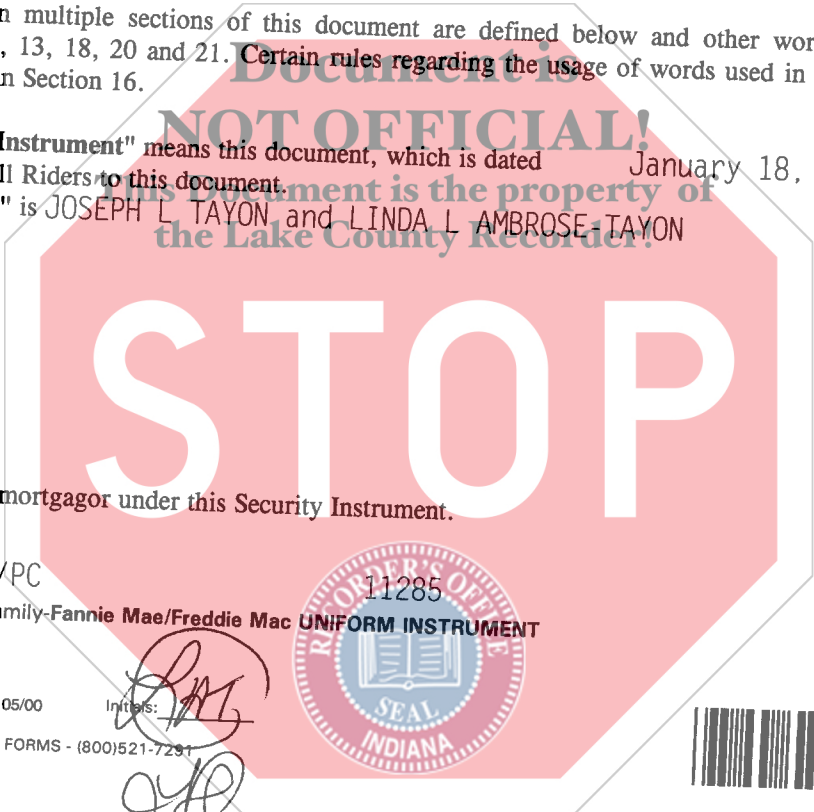 n multiple sections of this document are defined below and other wor
, 13, 18, 20 and 21. Certain rules regarding the usage of words used in
n Section 16.
Document is
NOT OFFICIAL!
This Document is the property of
the Lake County Recorder!
Instrument" means this document, which is dated January 18,
ll Riders to this document.
" is JOSEPH L TAYON and LINDA L AMBROSE-TAYON
STOP
mortgagor under this Security Instrument.
/PC
11285
mily-Fannie Mae/Freddie Mac UNIFORM INSTRUMENT
RECORDER'S OFFICE
SEAL
INDIANA
05/00 Initials:
FORMS - (800)521-7291